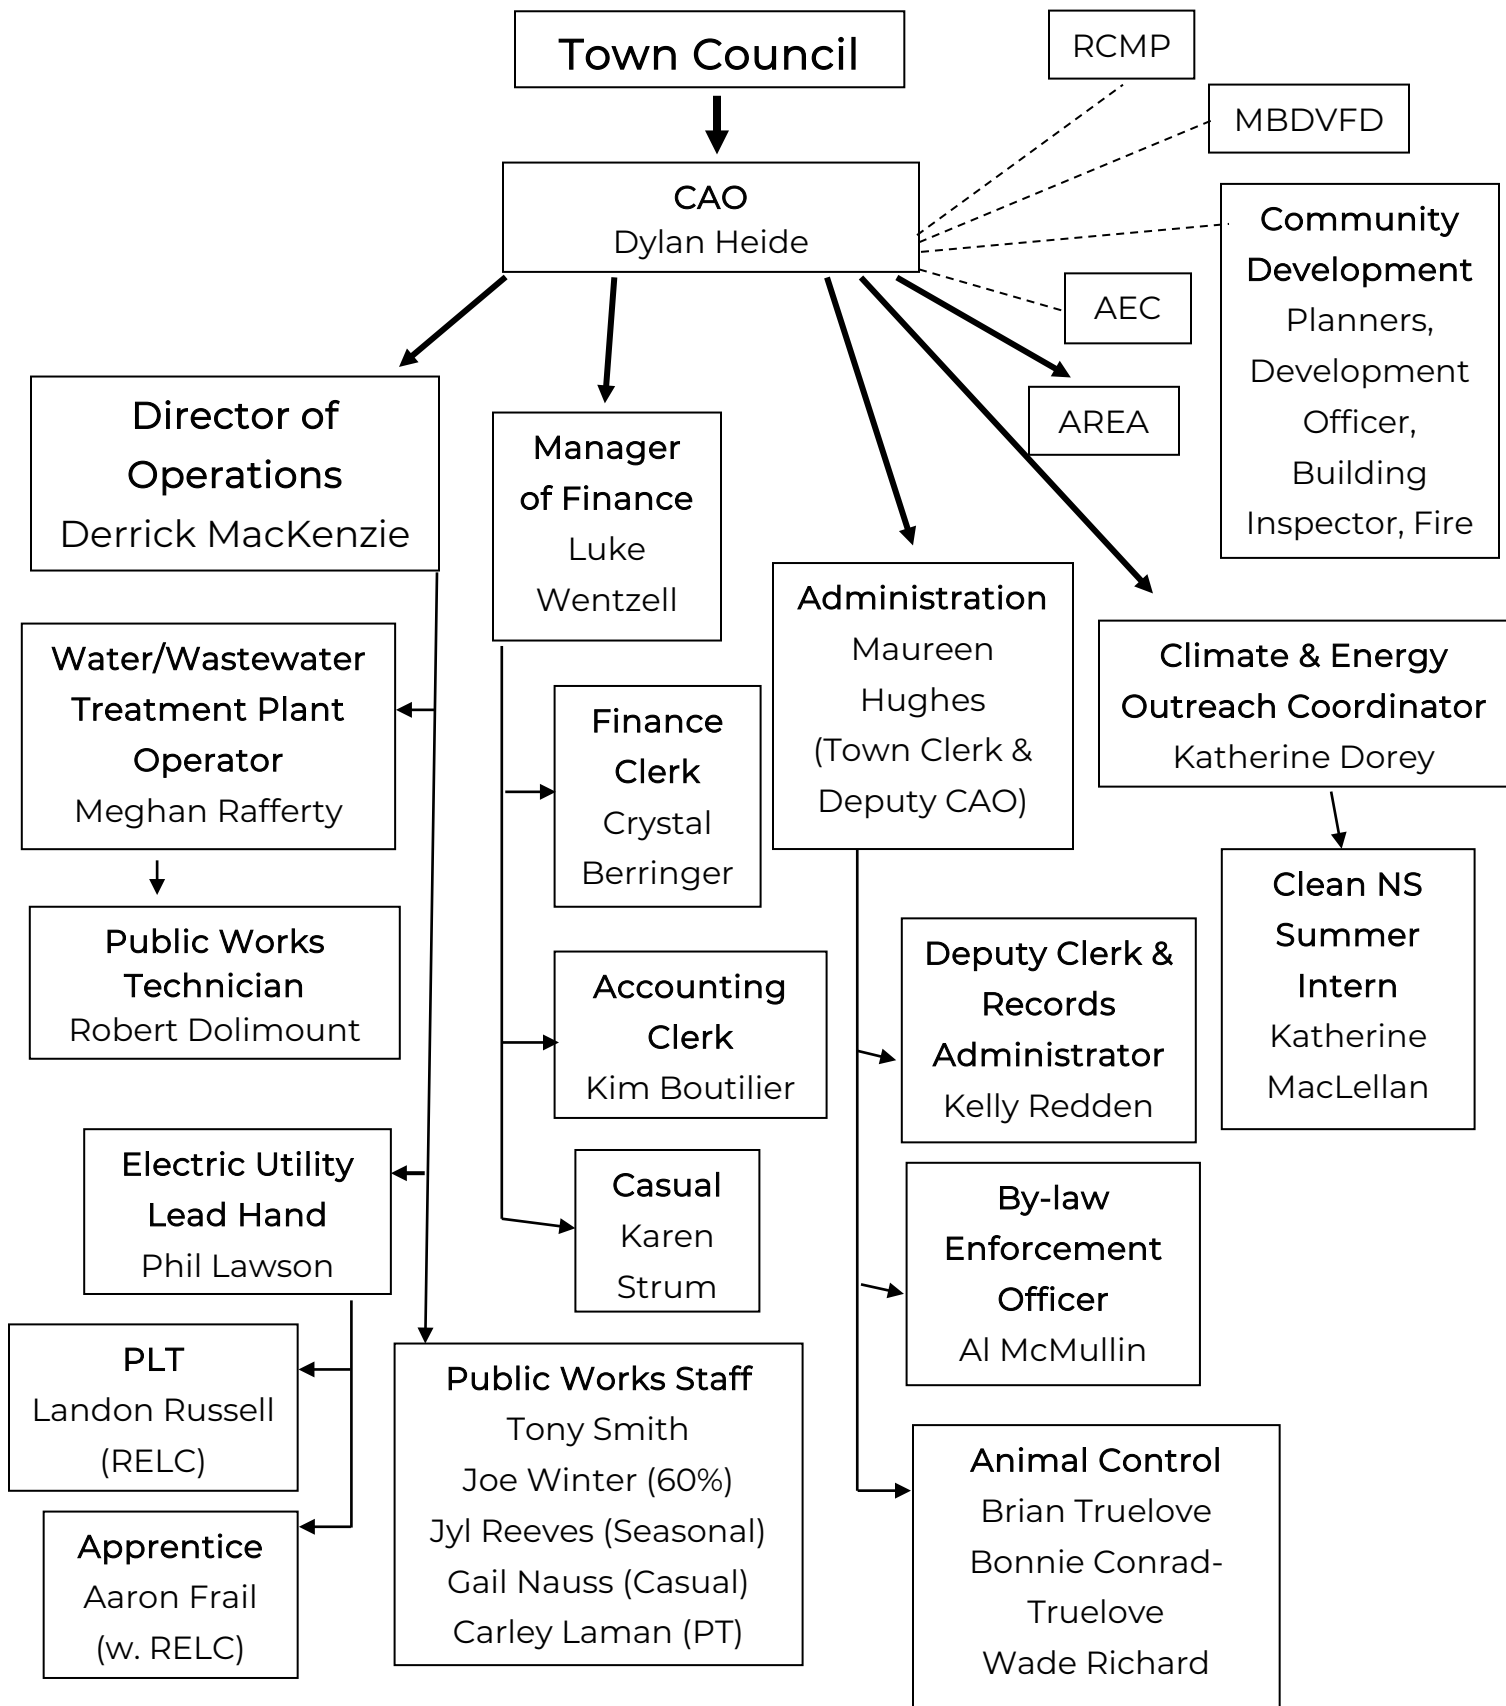 Town Council
RCMP
MBDVFD
CAO
Dylan Heide
Community
Development
Planners,
Development
Officer,
Building
Inspector, Fire
AEC
AREA
Director of
Operations
Derrick MacKenzie
Manager
of Finance
Luke
Wentzell
Administration
Maureen
Hughes
(Town Clerk &
Deputy CAO)
Climate & Energy
Outreach Coordinator
Katherine Dorey
Water/Wastewater
Treatment Plant
Operator
Meghan Rafferty
Finance
Clerk
Crystal
Berringer
Clean NS
Summer
Intern
Katherine
MacLellan
Public Works
Technician
Robert Dolimount
Accounting
Clerk
Kim Boutilier
Deputy Clerk &
Records
Administrator
Kelly Redden
Electric Utility
Lead Hand
Phil Lawson
Casual
Karen
Strum
By-law
Enforcement
Officer
Al McMullin
PLT
Landon Russell
(RELC)
Public Works Staff
Tony Smith
Joe Winter (60%)
Jyl Reeves (Seasonal)
Gail Nauss (Casual)
Carley Laman (PT)
Animal Control
Brian Truelove
Bonnie Conrad-
Truelove
Wade Richard
Apprentice
Aaron Frail
(w. RELC)